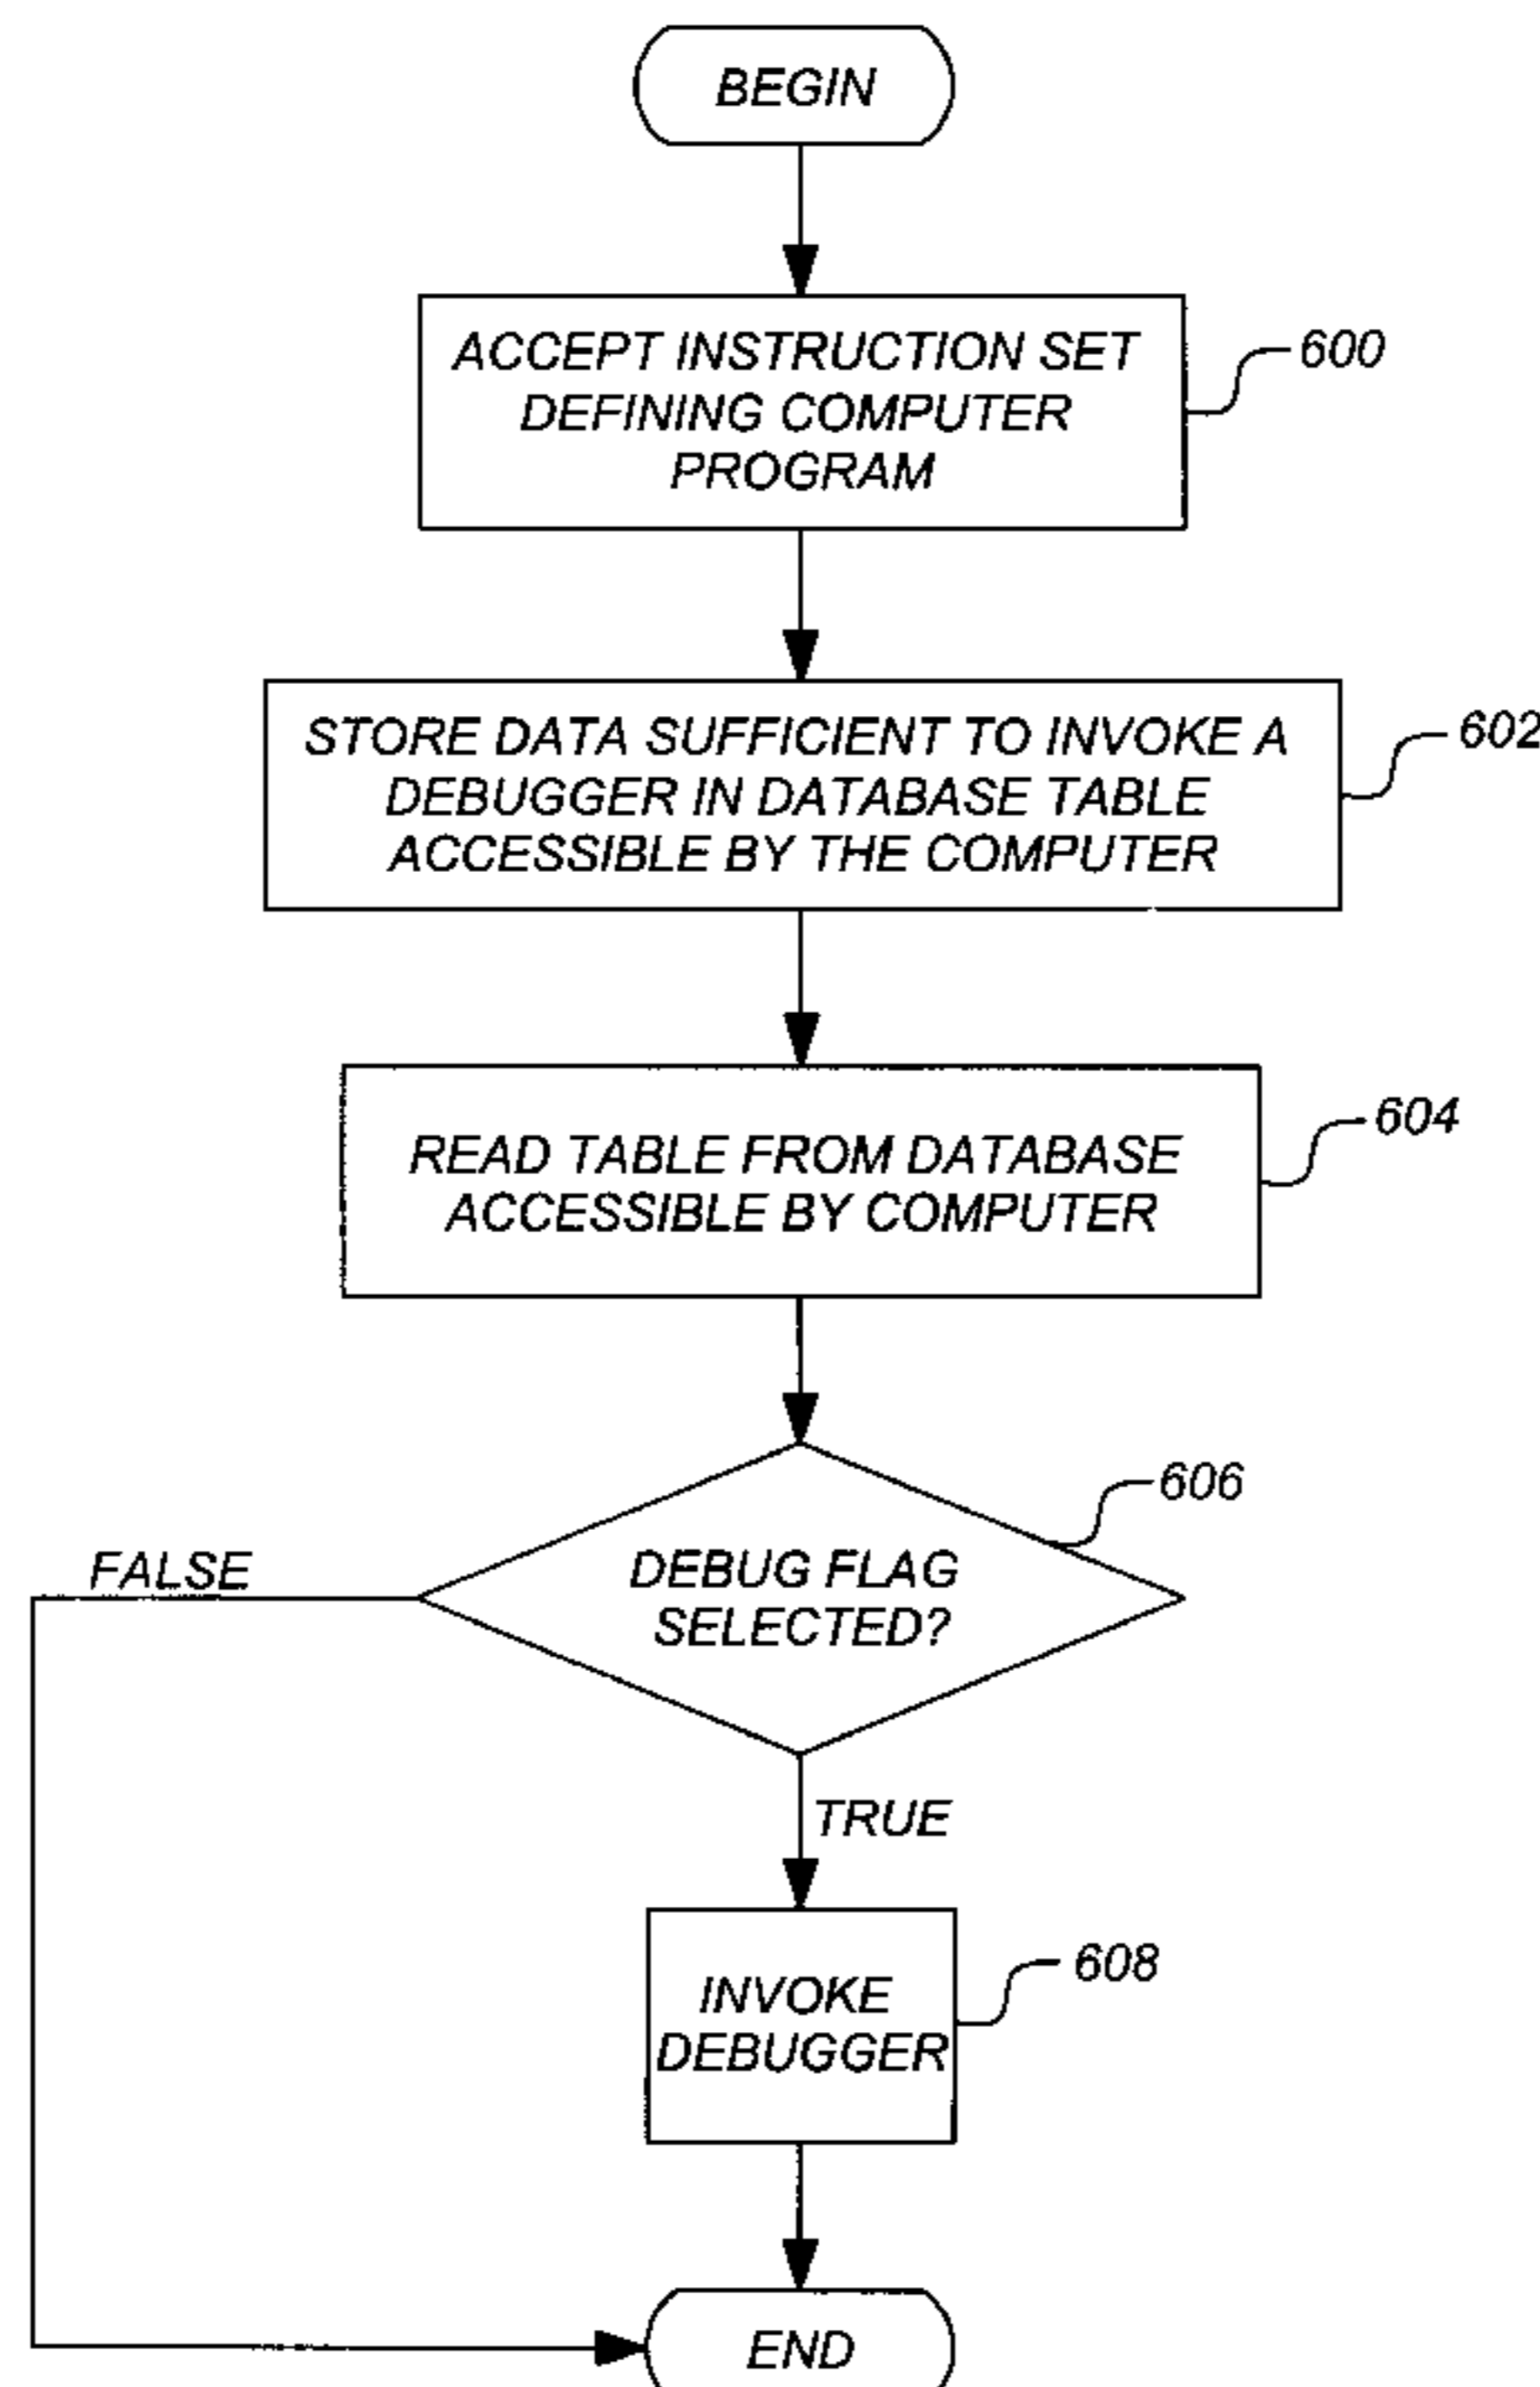 BEGIN
ACCEPT INSTRUCTION SET
DEFINING COMPUTER
PROGRAM
600
STORE DATA SUFFICIENT TO INVOKE A
DEBUGGER IN DATABASE TABLE
ACCESSIBLE BY THE COMPUTER
602
READ TABLE FROM DATABASE
ACCESSIBLE BY COMPUTER
604
606
DEBUG FLAG
SELECTED?
FALSE
TRUE
INVOKE
DEBUGGER
608
END